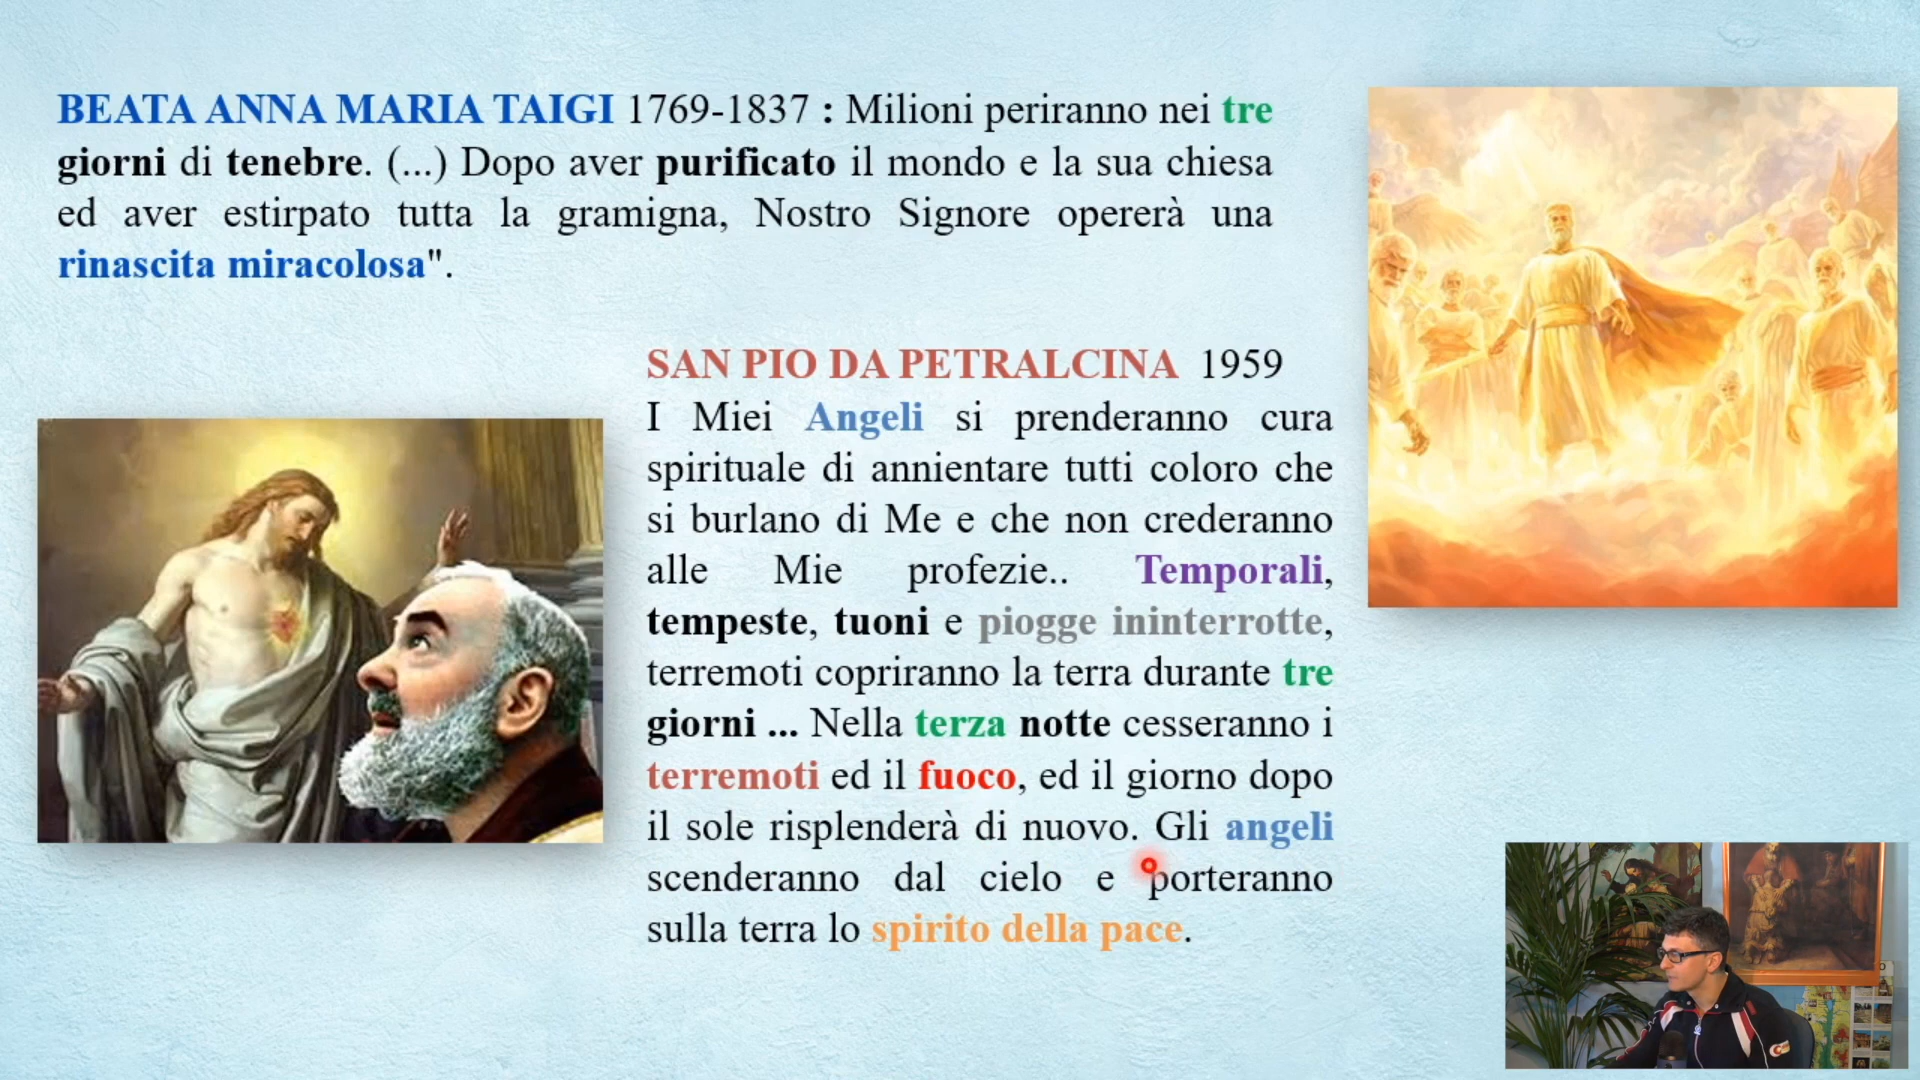 BEATA ANNA MARIA TAIGI 1769-1837 : Milioni periranno nei tre
giorni di tenebre. (...) Dopo aver purificato il mondo e la sua chiesa
ed aver estirpato tutta la gramigna, Nostro Signore opererà una
rinascita miracolosa".
SAN PIO DA PETRALCINA 1959
I Miei Angeli si prenderanno cura
spirituale di annientare tutti coloro che
si burlano di Me e che non crederanno
alle Mie profezie.. Temporali,
tempeste, tuoni e piogge ininterrotte,
terremoti copriranno la terra durante tre
giorni ... Nella terza notte cesseranno i
terremoti ed il fuoco, ed il giorno dopo
il sole risplenderà di nuovo. Gli angeli
scenderanno dal cielo e porteranno
sulla terra lo spirito della pace.